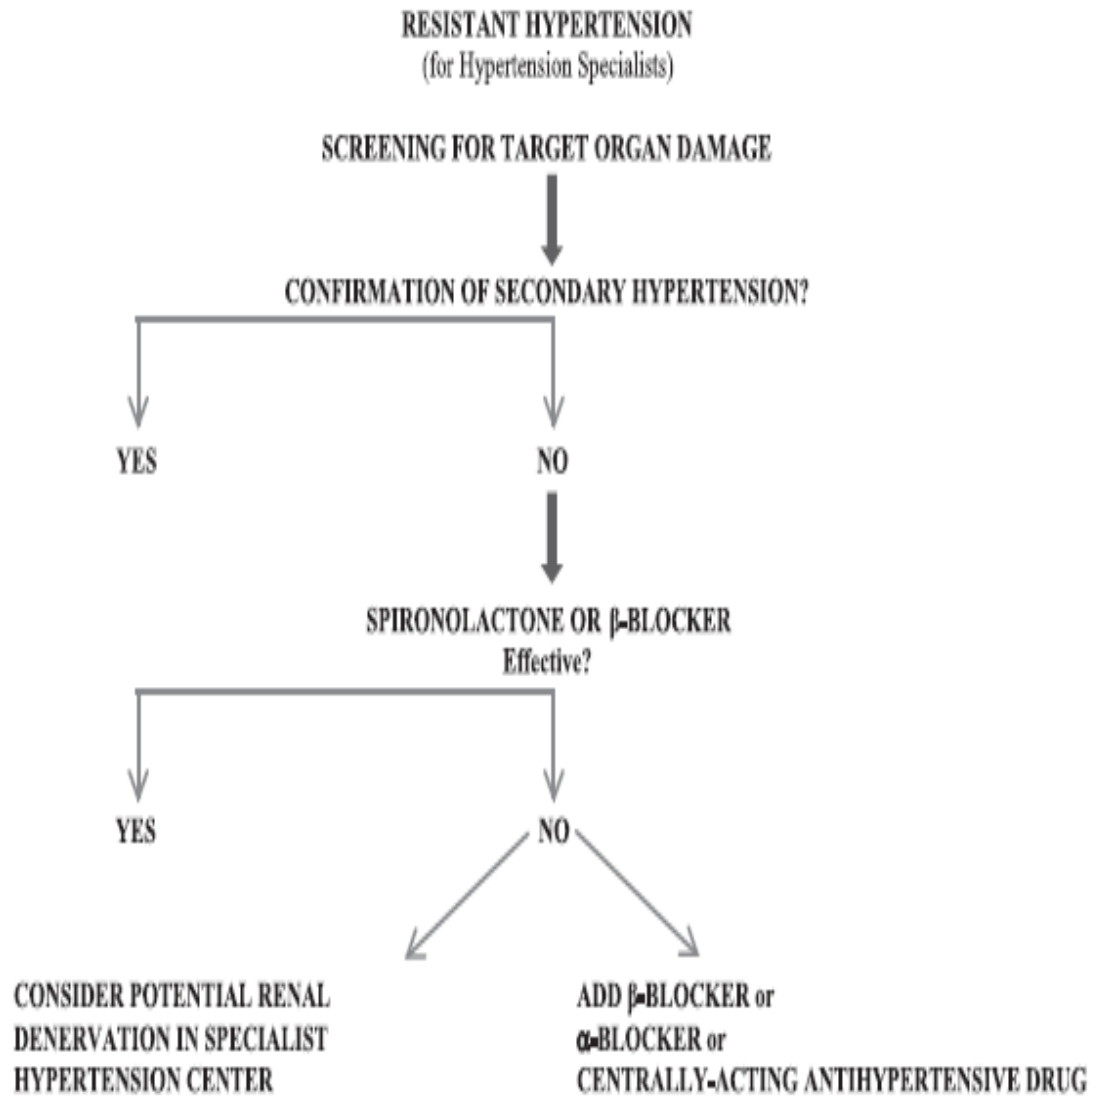 RESISTANT HYPERTENSION
(for Hypertension Specialists)
SCREENING FOR TARGET ORGAN DAMAGE
CONFIRMATION OF SECONDARY HYPERTENSION?
YES
NO
SPIRONOLACTONE OR β-BLOCKER
Effective?
YES
NO
CONSIDER POTENTIAL RENAL
DENERVATION IN SPECIALIST
HYPERTENSION CENTER
ADD β-BLOCKER or
α-BLOCKER or
CENTRALLY-ACTING ANTIHYPERTENSIVE DRUG